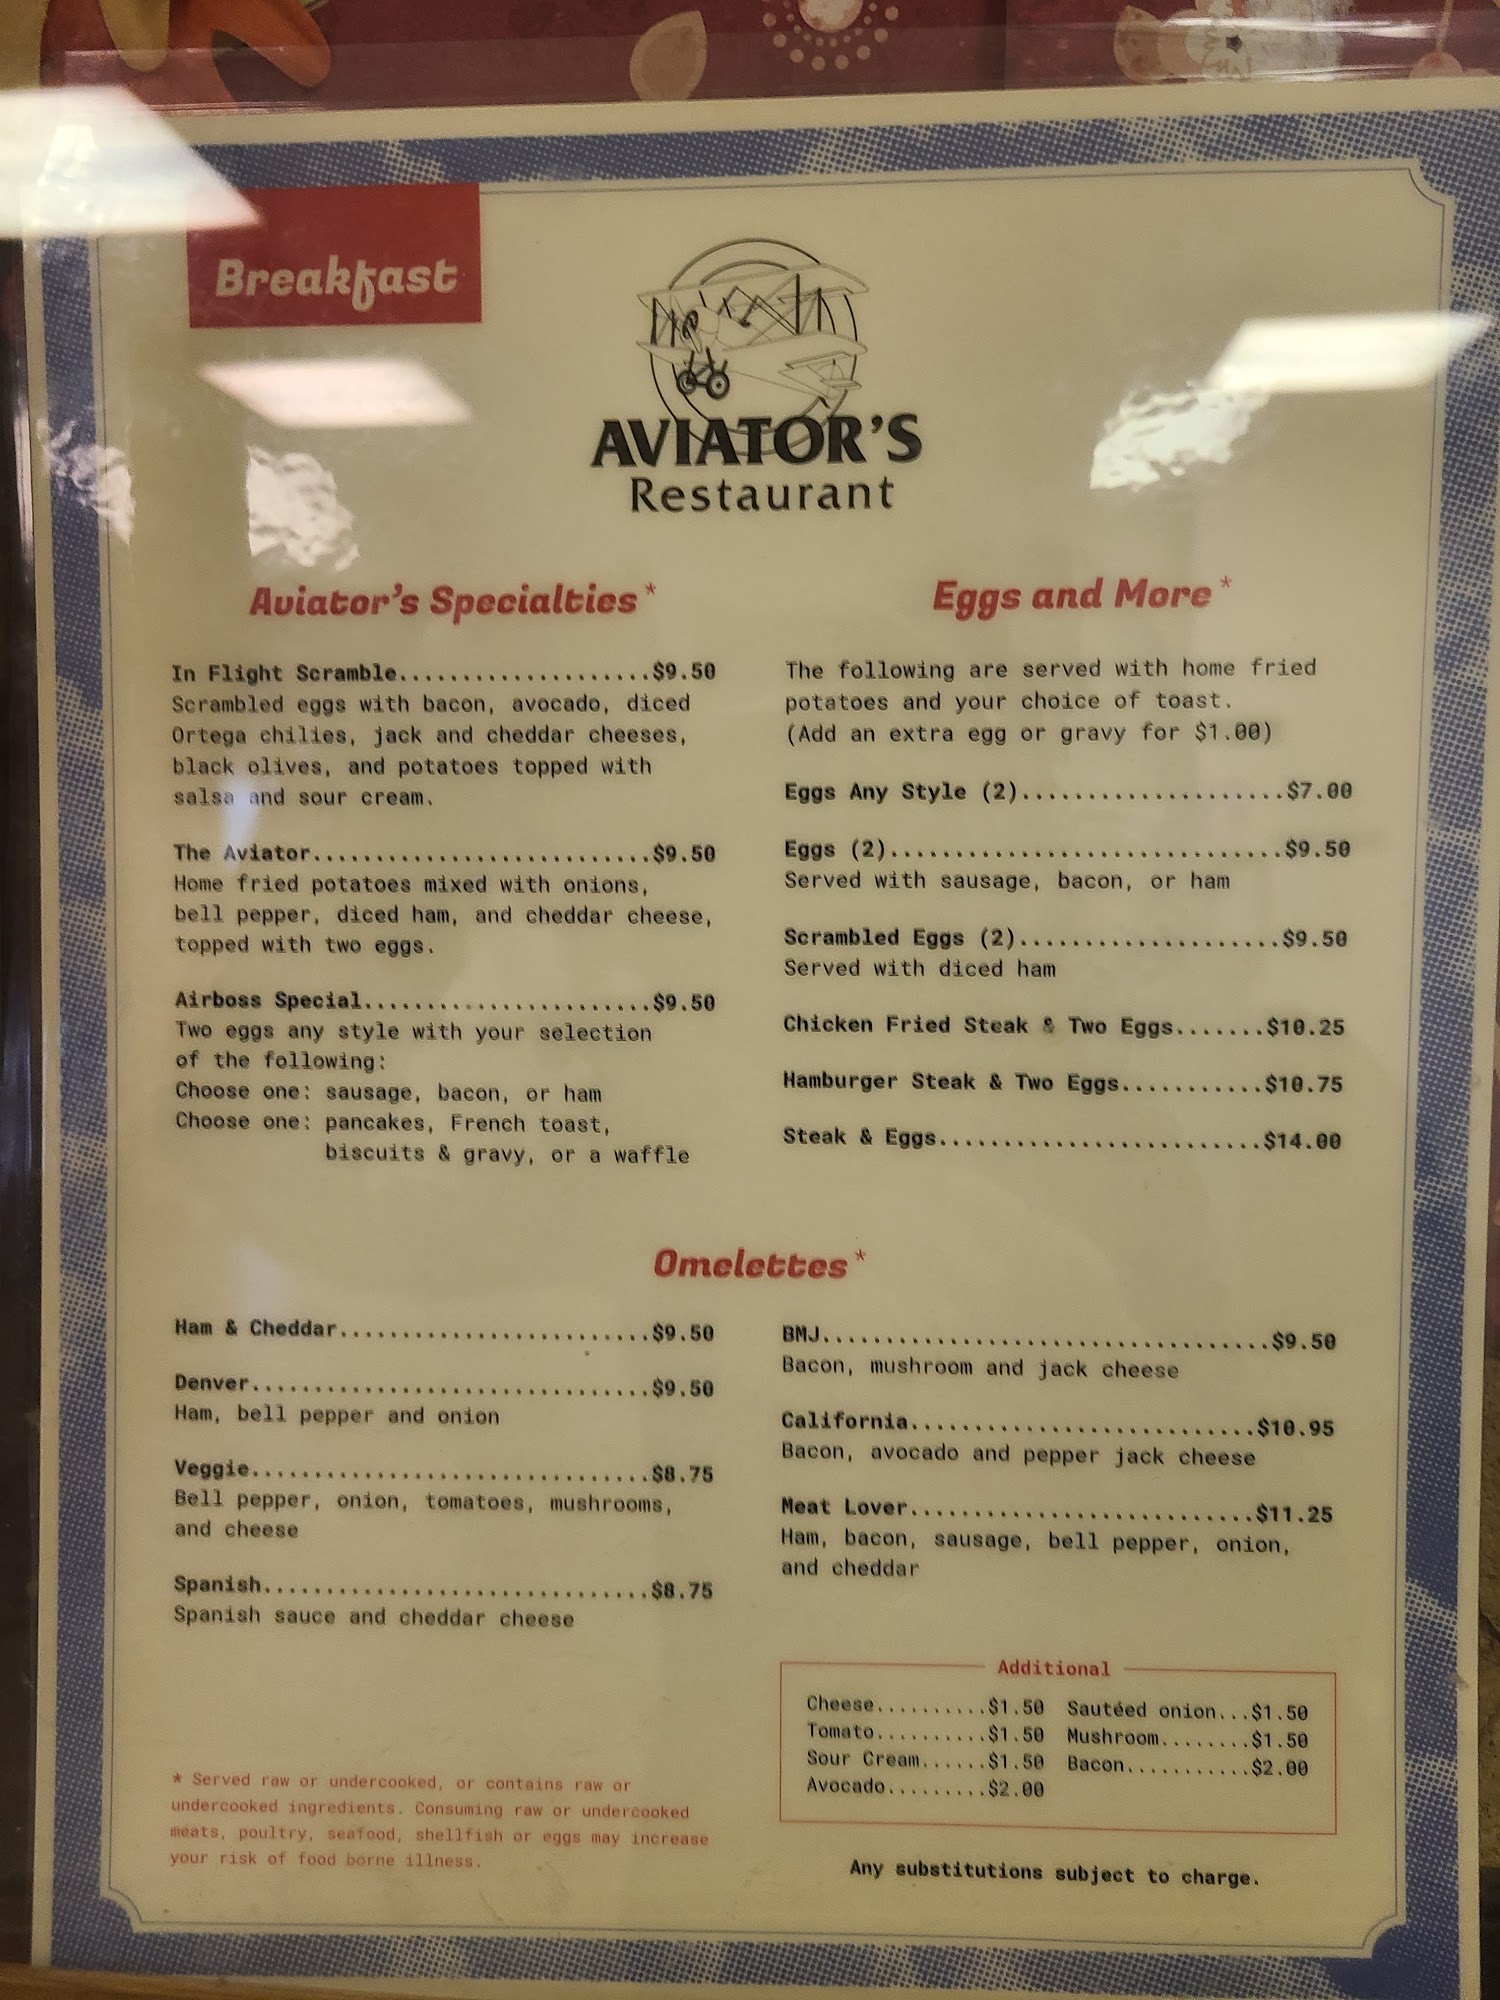 Breakfast
AVIATOR'S
Restaurant
Aviator's Specialties*
In Flight Scramble....................$9.50
Scrambled eggs with bacon, avocado, diced
Ortega chilies, jack and cheddar cheeses,
black olives, and potatoes topped with
salsa and sour cream.
The Aviator...........................$9.50
Home fried potatoes mixed with onions,
bell pepper, diced ham, and cheddar cheese,
topped with two eggs.
Airboss Special.......................$9.50
Two eggs any style with your selection
of the following:
Choose one: sausage, bacon, or ham
Choose one: pancakes, French toast,
biscuits & gravy, or a waffle
Eggs and More*
The following are served with home fried
potatoes and your choice of toast.
(Add an extra egg or gravy for $1.00)
Eggs Any Style (2).....................$7.00
Eggs (2)...............................$9.50
Served with sausage, bacon, or ham
Scrambled Eggs (2).....................$9.50
Served with diced ham
Chicken Fried Steak & Two Eggs.......$10.25
Hamburger Steak & Two Eggs...........$10.75
Steak & Eggs.........................$14.00
Omelettes*
Ham & Cheddar.........................$9.50
Denver................................$9.50
Ham, bell pepper and onion
Veggie................................$8.75
Bell pepper, onion, tomatoes, mushrooms,
and cheese
Spanish...............................$8.75
Spanish sauce and cheddar cheese
BMJ...................................$9.50
Bacon, mushroom and jack cheese
California...........................$10.95
Bacon, avocado and pepper jack cheese
Meat Lover...........................$11.25
Ham, bacon, sausage, bell pepper, onion,
and cheddar
Additional
Cheese..........$1.50 Sautéed onion...$1.50
Tomato..........$1.50 Mushroom........$1.50
Sour Cream......$1.50 Bacon...........$2.00
Avocado.........$2.00
* Served raw or undercooked, or contains raw or
undercooked ingredients. Consuming raw or undercooked
meats, poultry, seafood, shellfish or eggs may increase
your risk of food borne illness.
Any substitutions subject to charge.